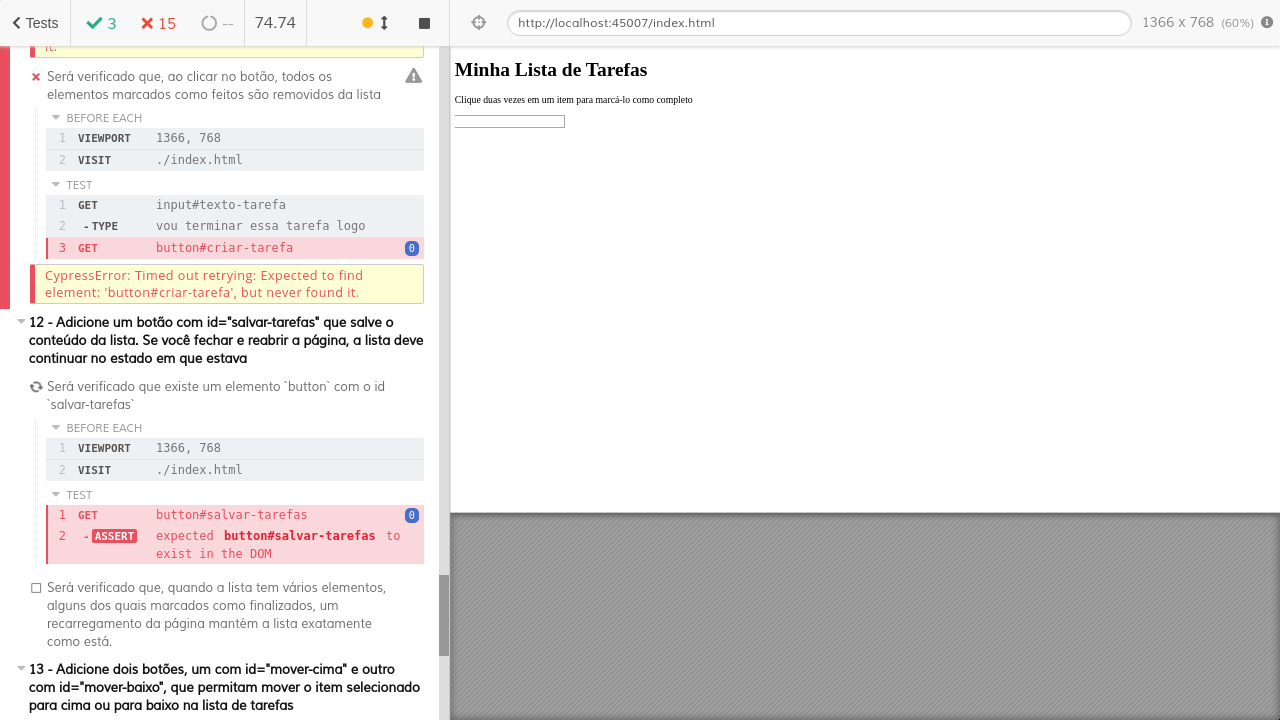 Tests 3 15 -- 74.74
http://localhost:45007/index.html 1366 x 768 (60%)
it.
Será verificado que, ao clicar no botão, todos os
elementos marcados como feitos são removidos da lista
BEFORE EACH
1 VIEWPORT 1366, 768
2 VISIT ./index.html
TEST
1 GET input#texto-tarefa
2 - TYPE vou terminar essa tarefa logo
3 GET button#criar-tarefa 0
CypressError: Timed out retrying: Expected to find
element: 'button#criar-tarefa', but never found it.
12 - Adicione um botão com id="salvar-tarefas" que salve o
conteúdo da lista. Se você fechar e reabrir a página, a lista deve
continuar no estado em que estava
Será verificado que existe um elemento `button` com o id
`salvar-tarefas`
BEFORE EACH
1 VIEWPORT 1366, 768
2 VISIT ./index.html
TEST
1 GET button#salvar-tarefas 0
2 - ASSERT expected button#salvar-tarefas to
exist in the DOM
Será verificado que, quando a lista tem vários elementos,
alguns dos quais marcados como finalizados, um
recarregamento da página mantém a lista exatamente
como está.
13 - Adicione dois botões, um com id="mover-cima" e outro
com id="mover-baixo", que permitam mover o item selecionado
para cima ou para baixo na lista de tarefas
Minha Lista de Tarefas
Clique duas vezes em um item para marcá-lo como completo